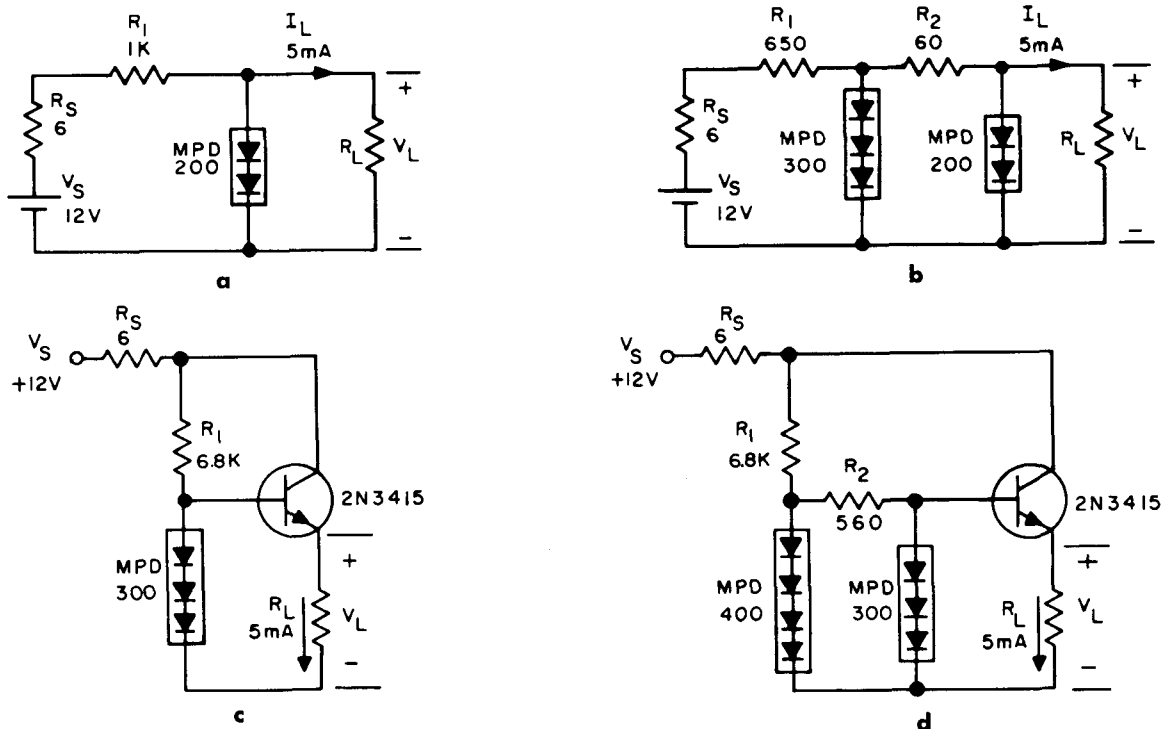 R1
1K
IL
5mA
RS
6
VS
12V
MPD
200
RL
VL
+
−
a
R1
650
R2
60
IL
5mA
RS
6
VS
12V
MPD
300
MPD
200
RL
VL
+
−
b
RS
6
VS
+12V
R1
6.8K
2N3415
MPD
300
+
RL
5mA
VL
−
c
RS
6
VS
+12V
R1
6.8K
R2
560
2N3415
MPD
400
MPD
300
+
RL
5mA
VL
−
d